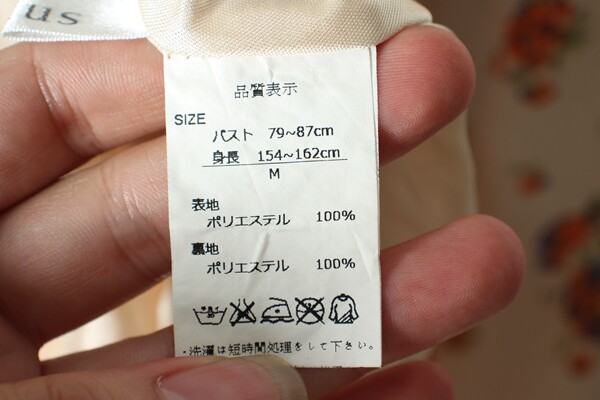 us
品質表示
SIZE
バスト 79~87cm
身長 154~162cm
M
表地
ポリエステル 100%
裏地
ポリエステル 100%
・洗濯は短時間処理をして下さい。